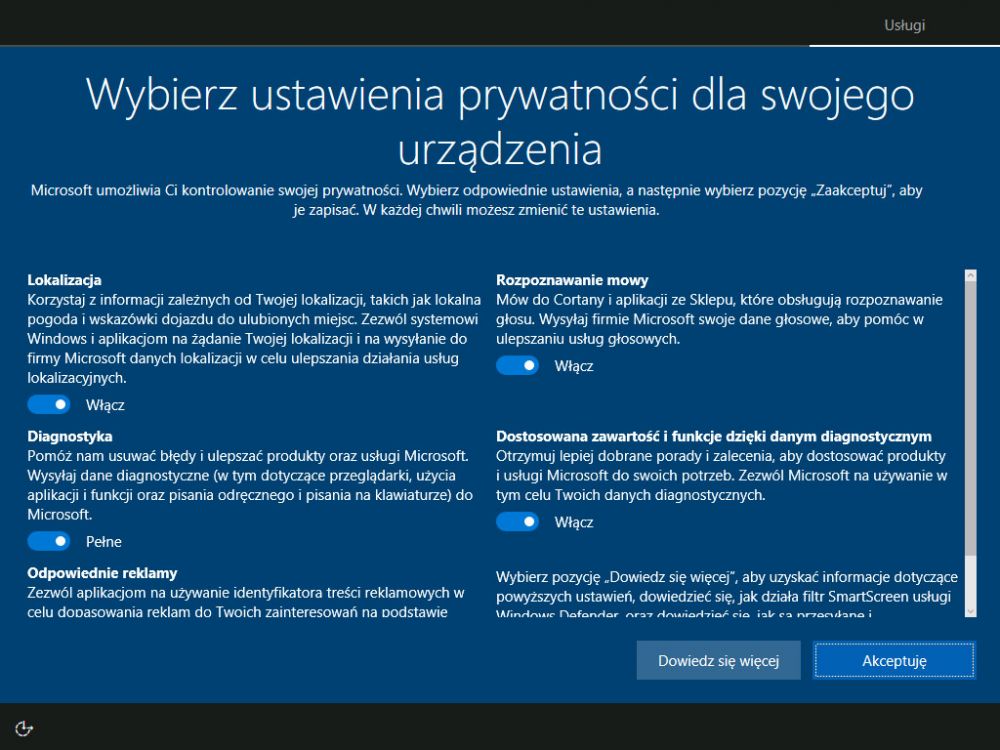 Usługi
Wybierz ustawienia prywatności dla swojego
urządzenia
Microsoft umożliwia Ci kontrolowanie swojej prywatności. Wybierz odpowiednie ustawienia, a następnie wybierz pozycję „Zaakceptuj”, aby
je zapisać. W każdej chwili możesz zmienić te ustawienia.
Lokalizacja
Korzystaj z informacji zależnych od Twojej lokalizacji, takich jak lokalna
pogoda i wskazówki dojazdu do ulubionych miejsc. Zezwól systemowi
Windows i aplikacjom na żądanie Twojej lokalizacji i na wysyłanie do
firmy Microsoft danych lokalizacji w celu ulepszania działania usług
lokalizacyjnych.
Włącz
Diagnostyka
Pomóż nam usuwać błędy i ulepszać produkty oraz usługi Microsoft.
Wysyłaj dane diagnostyczne (w tym dotyczące przeglądarki, użycia
aplikacji i funkcji oraz pisania odręcznego i pisania na klawiaturze) do
Microsoft.
Pełne
Odpowiednie reklamy
Zezwól aplikacjom na używanie identyfikatora treści reklamowych w
celu dopasowania reklam do Twoich zainteresowań na podstawie
Rozpoznawanie mowy
Mów do Cortany i aplikacji ze Sklepu, które obsługują rozpoznawanie
głosu. Wysyłaj firmie Microsoft swoje dane głosowe, aby pomóc w
ulepszaniu usług głosowych.
Włącz
Dostosowana zawartość i funkcje dzięki danym diagnostycznym
Otrzymuj lepiej dobrane porady i zalecenia, aby dostosować produkty
i usługi Microsoft do swoich potrzeb. Zezwól Microsoft na używanie w
tym celu Twoich danych diagnostycznych.
Włącz
Wybierz pozycję „Dowiedz się więcej”, aby uzyskać informacje dotyczące
powyższych ustawień, dowiedzieć się, jak działa filtr SmartScreen usługi
Windows Defender, oraz dowiedzieć się, jak są przesyłane i
Dowiedz się więcej
Akceptuję